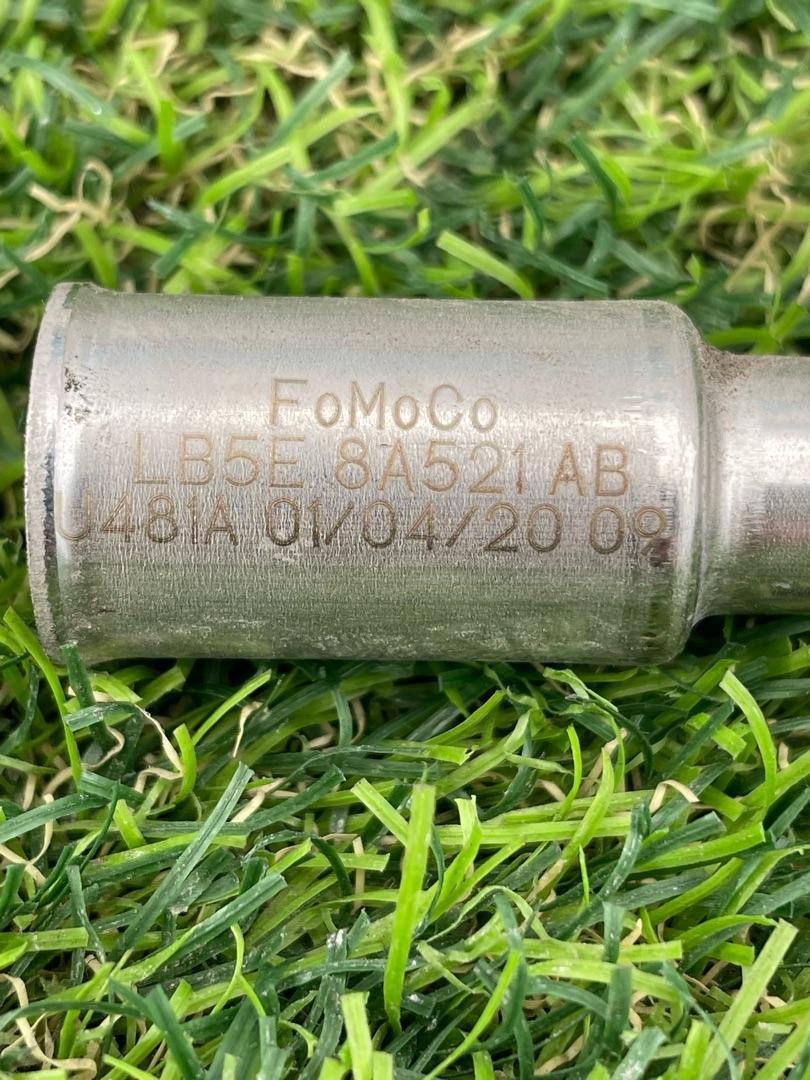 FoMoCo
LB5E 8A521 AB
U481A 01/04/20 09